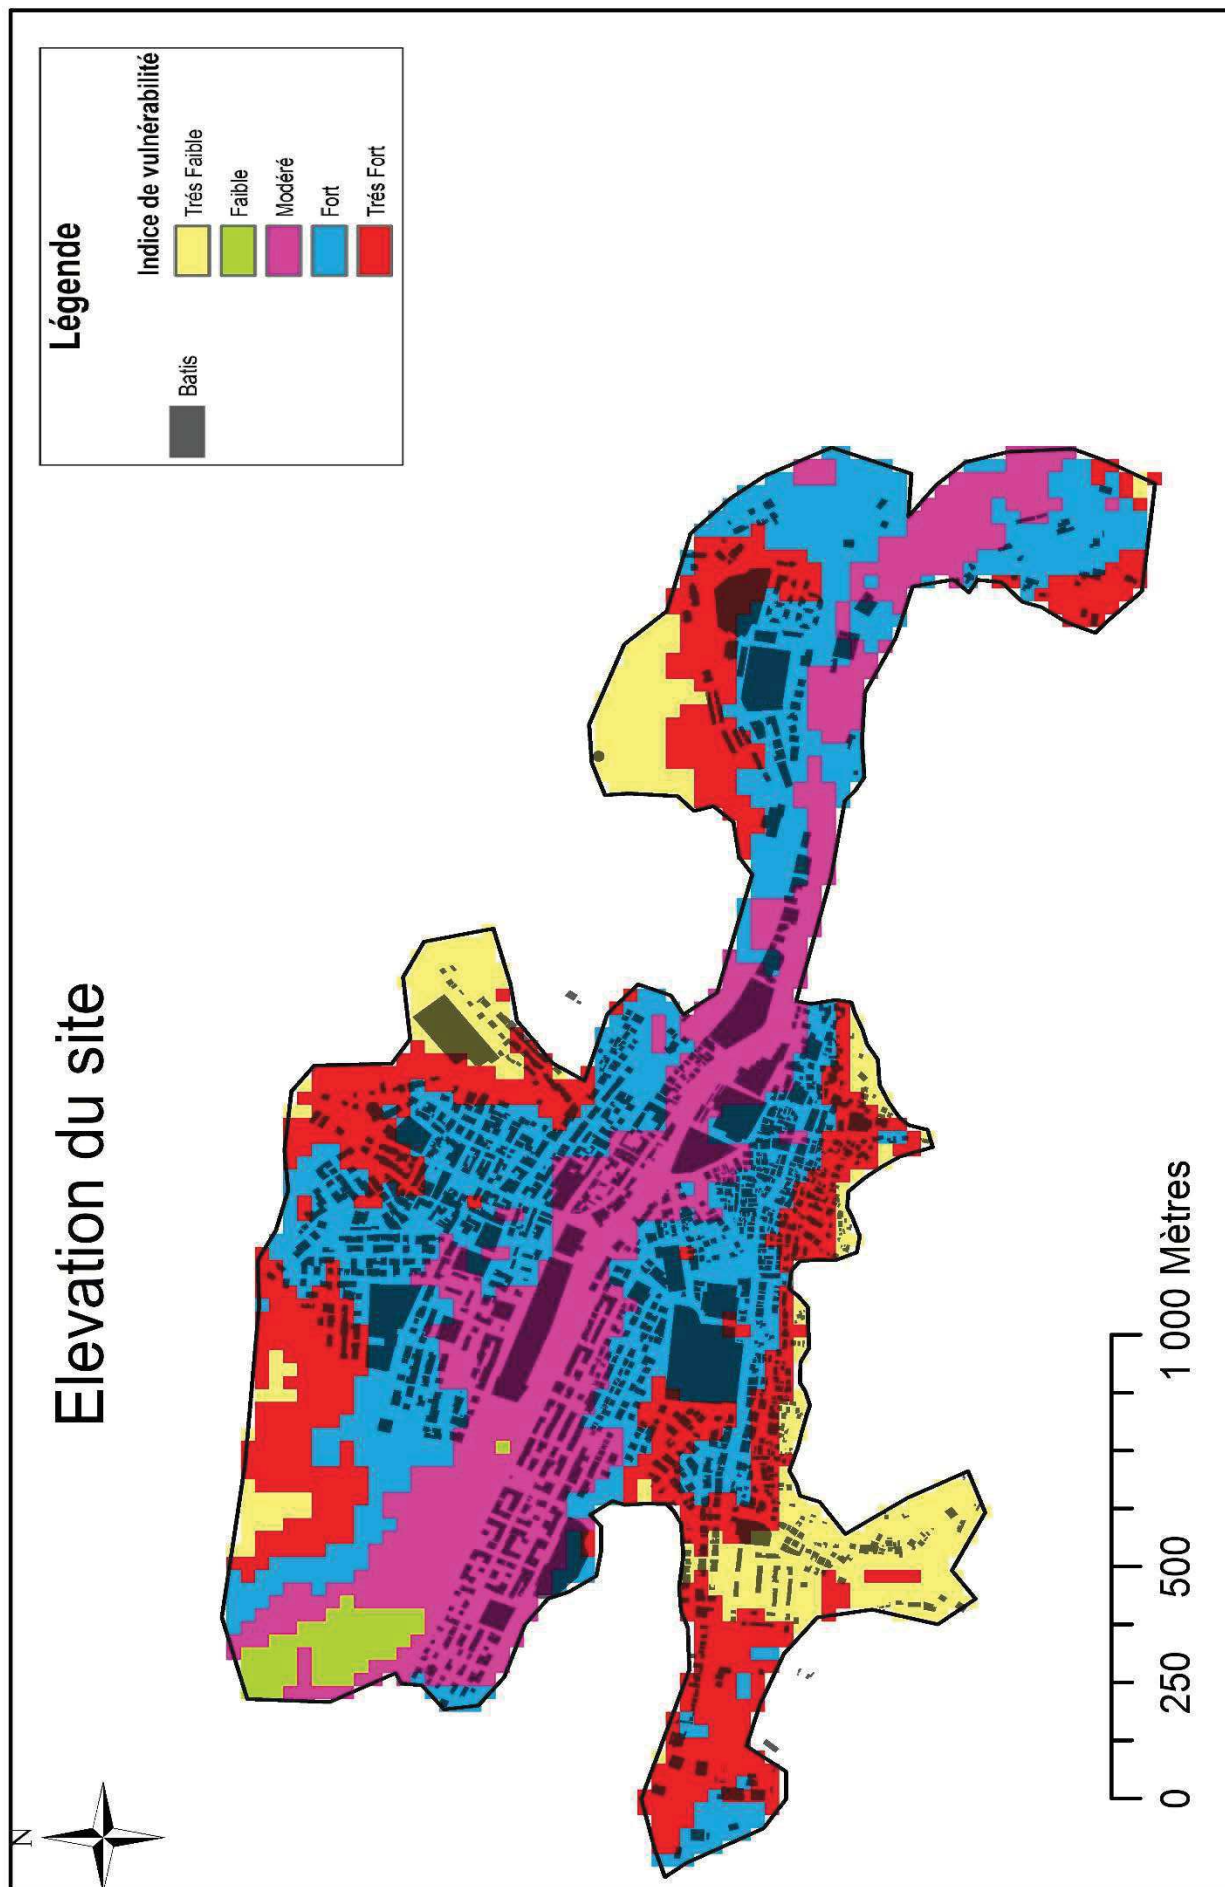 Elevation du site
Légende
Batis
Indice de vulnérabilité
Trés Faible
Faible
Modéré
Fort
Trés Fort
N
0 250 500 1 000 Mètres